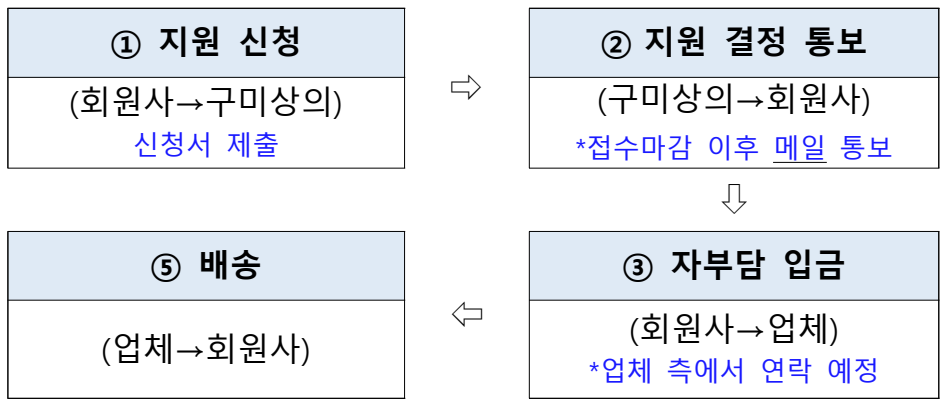 ① 지원 신청
(회원사→구미상의)
신청서 제출
⇨
② 지원 결정 통보
(구미상의→회원사)
*접수마감 이후 메일 통보
⇩
③ 자부담 입금
(회원사→업체)
*업체 측에서 연락 예정
⇦
⑤ 배송
(업체→회원사)